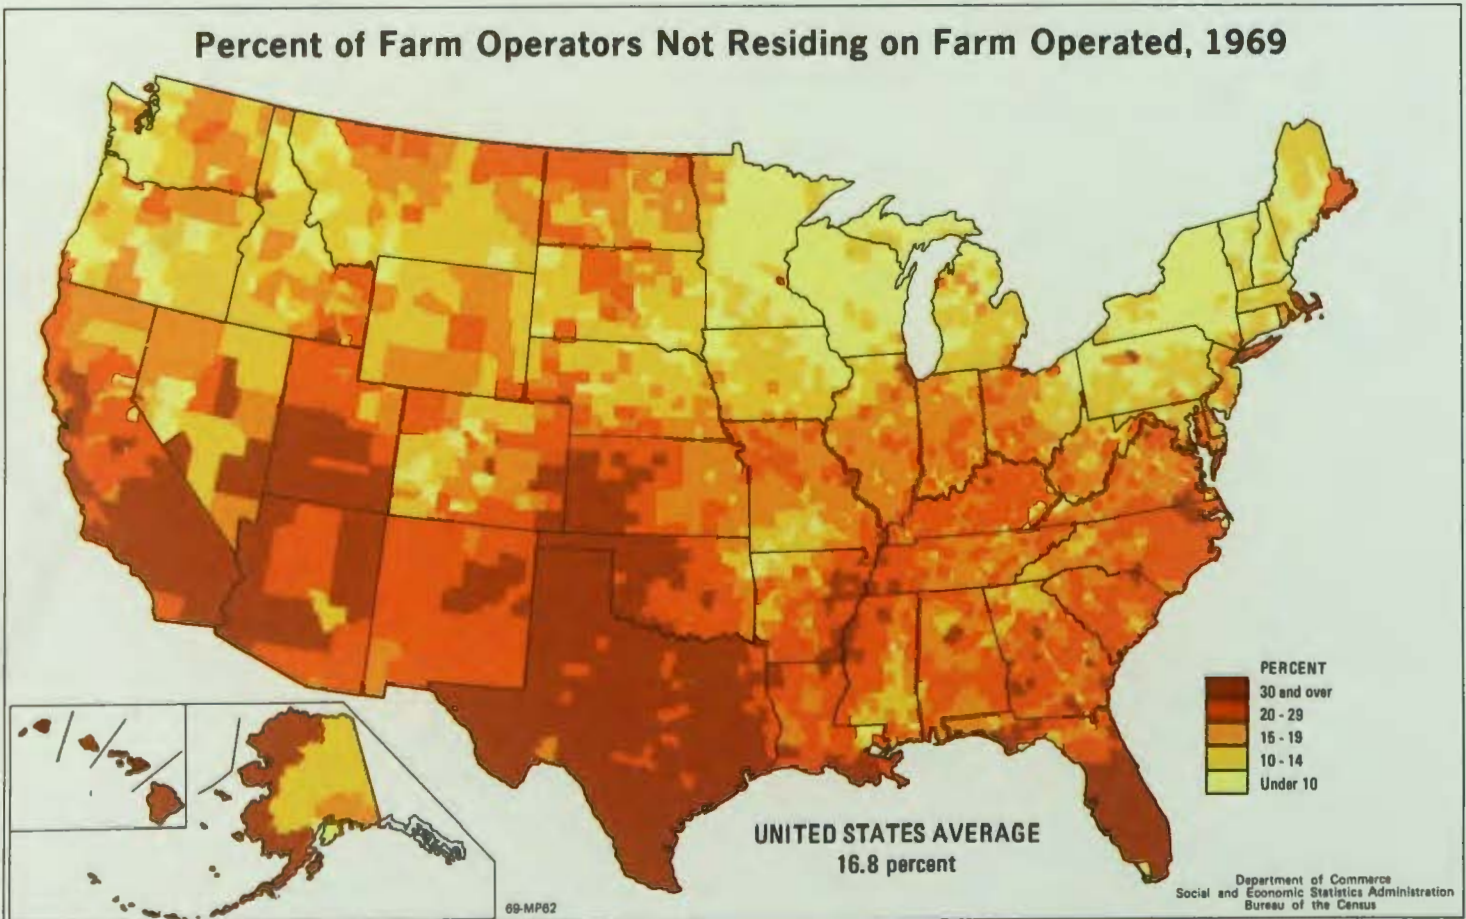 Percent of Farm Operators Not Residing on Farm Operated, 1969
PERCENT
30 and over
20 - 29
15 - 19
10 - 14
Under 10
UNITED STATES AVERAGE
16.8 percent
Department of Commerce
Social and Economic Statistics Administration
Bureau of the Census
69-MP62